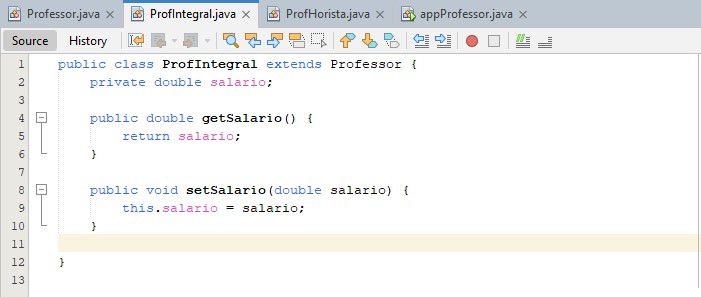 Professor.java ProfIntegral.java ProfHorista.java appProfessor.java
Source History
1 public class ProfIntegral extends Professor {
2 private double salario;
3
4 public double getSalario() {
5 return salario;
6 }
7
8 public void setSalario(double salario) {
9 this.salario = salario;
10 }
11
12 }
13